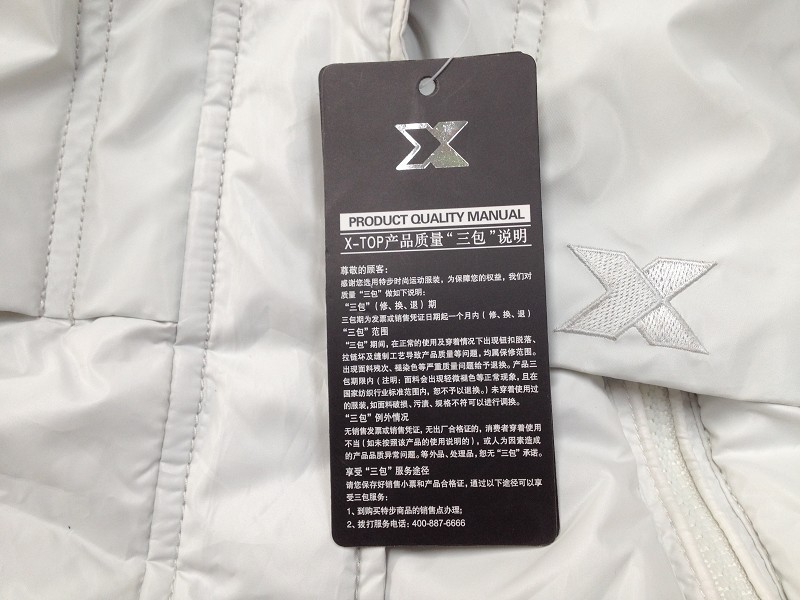 PRODUCT QUALITY MANUAL
X-TOP产品质量“三包”说明
尊敬的顾客：
感谢您选用特步时尚运动服装，为保障您的权益，我们对
质量“三包”做如下说明：
“三包”（修、换、退）期
三包期为发票或销售凭证日期起一个月内（修、换、退）
“三包”范围
“三包”期间，在正常的使用及穿着情况下出现钮扣脱落、
拉链坏及缝制工艺导致产品质量等问题，均属保修范围。
出现面料残次、褪染色等严重质量问题给予退换。产品三
包期限内（注明：面料会出现轻微褪色等正常现象，且在
国家纺织行业标准范围内，恕不予以退换。）未穿着使用过
的服装，如面料破损、污渍、规格不符可以进行调换。
“三包”例外情况
无销售发票或销售凭证，无出厂合格证的，消费者穿着使用
不当（如未按照该产品的使用说明的），或人为因素造成
的产品品质异常问题。等外品、处理品，恕无“三包”承诺。
享受“三包”服务途径
请您保存好销售小票和产品合格证，通过以下途径可以享
受三包服务：
1、到购买特步商品的销售点办理；
2、拨打服务电话：400-887-6666